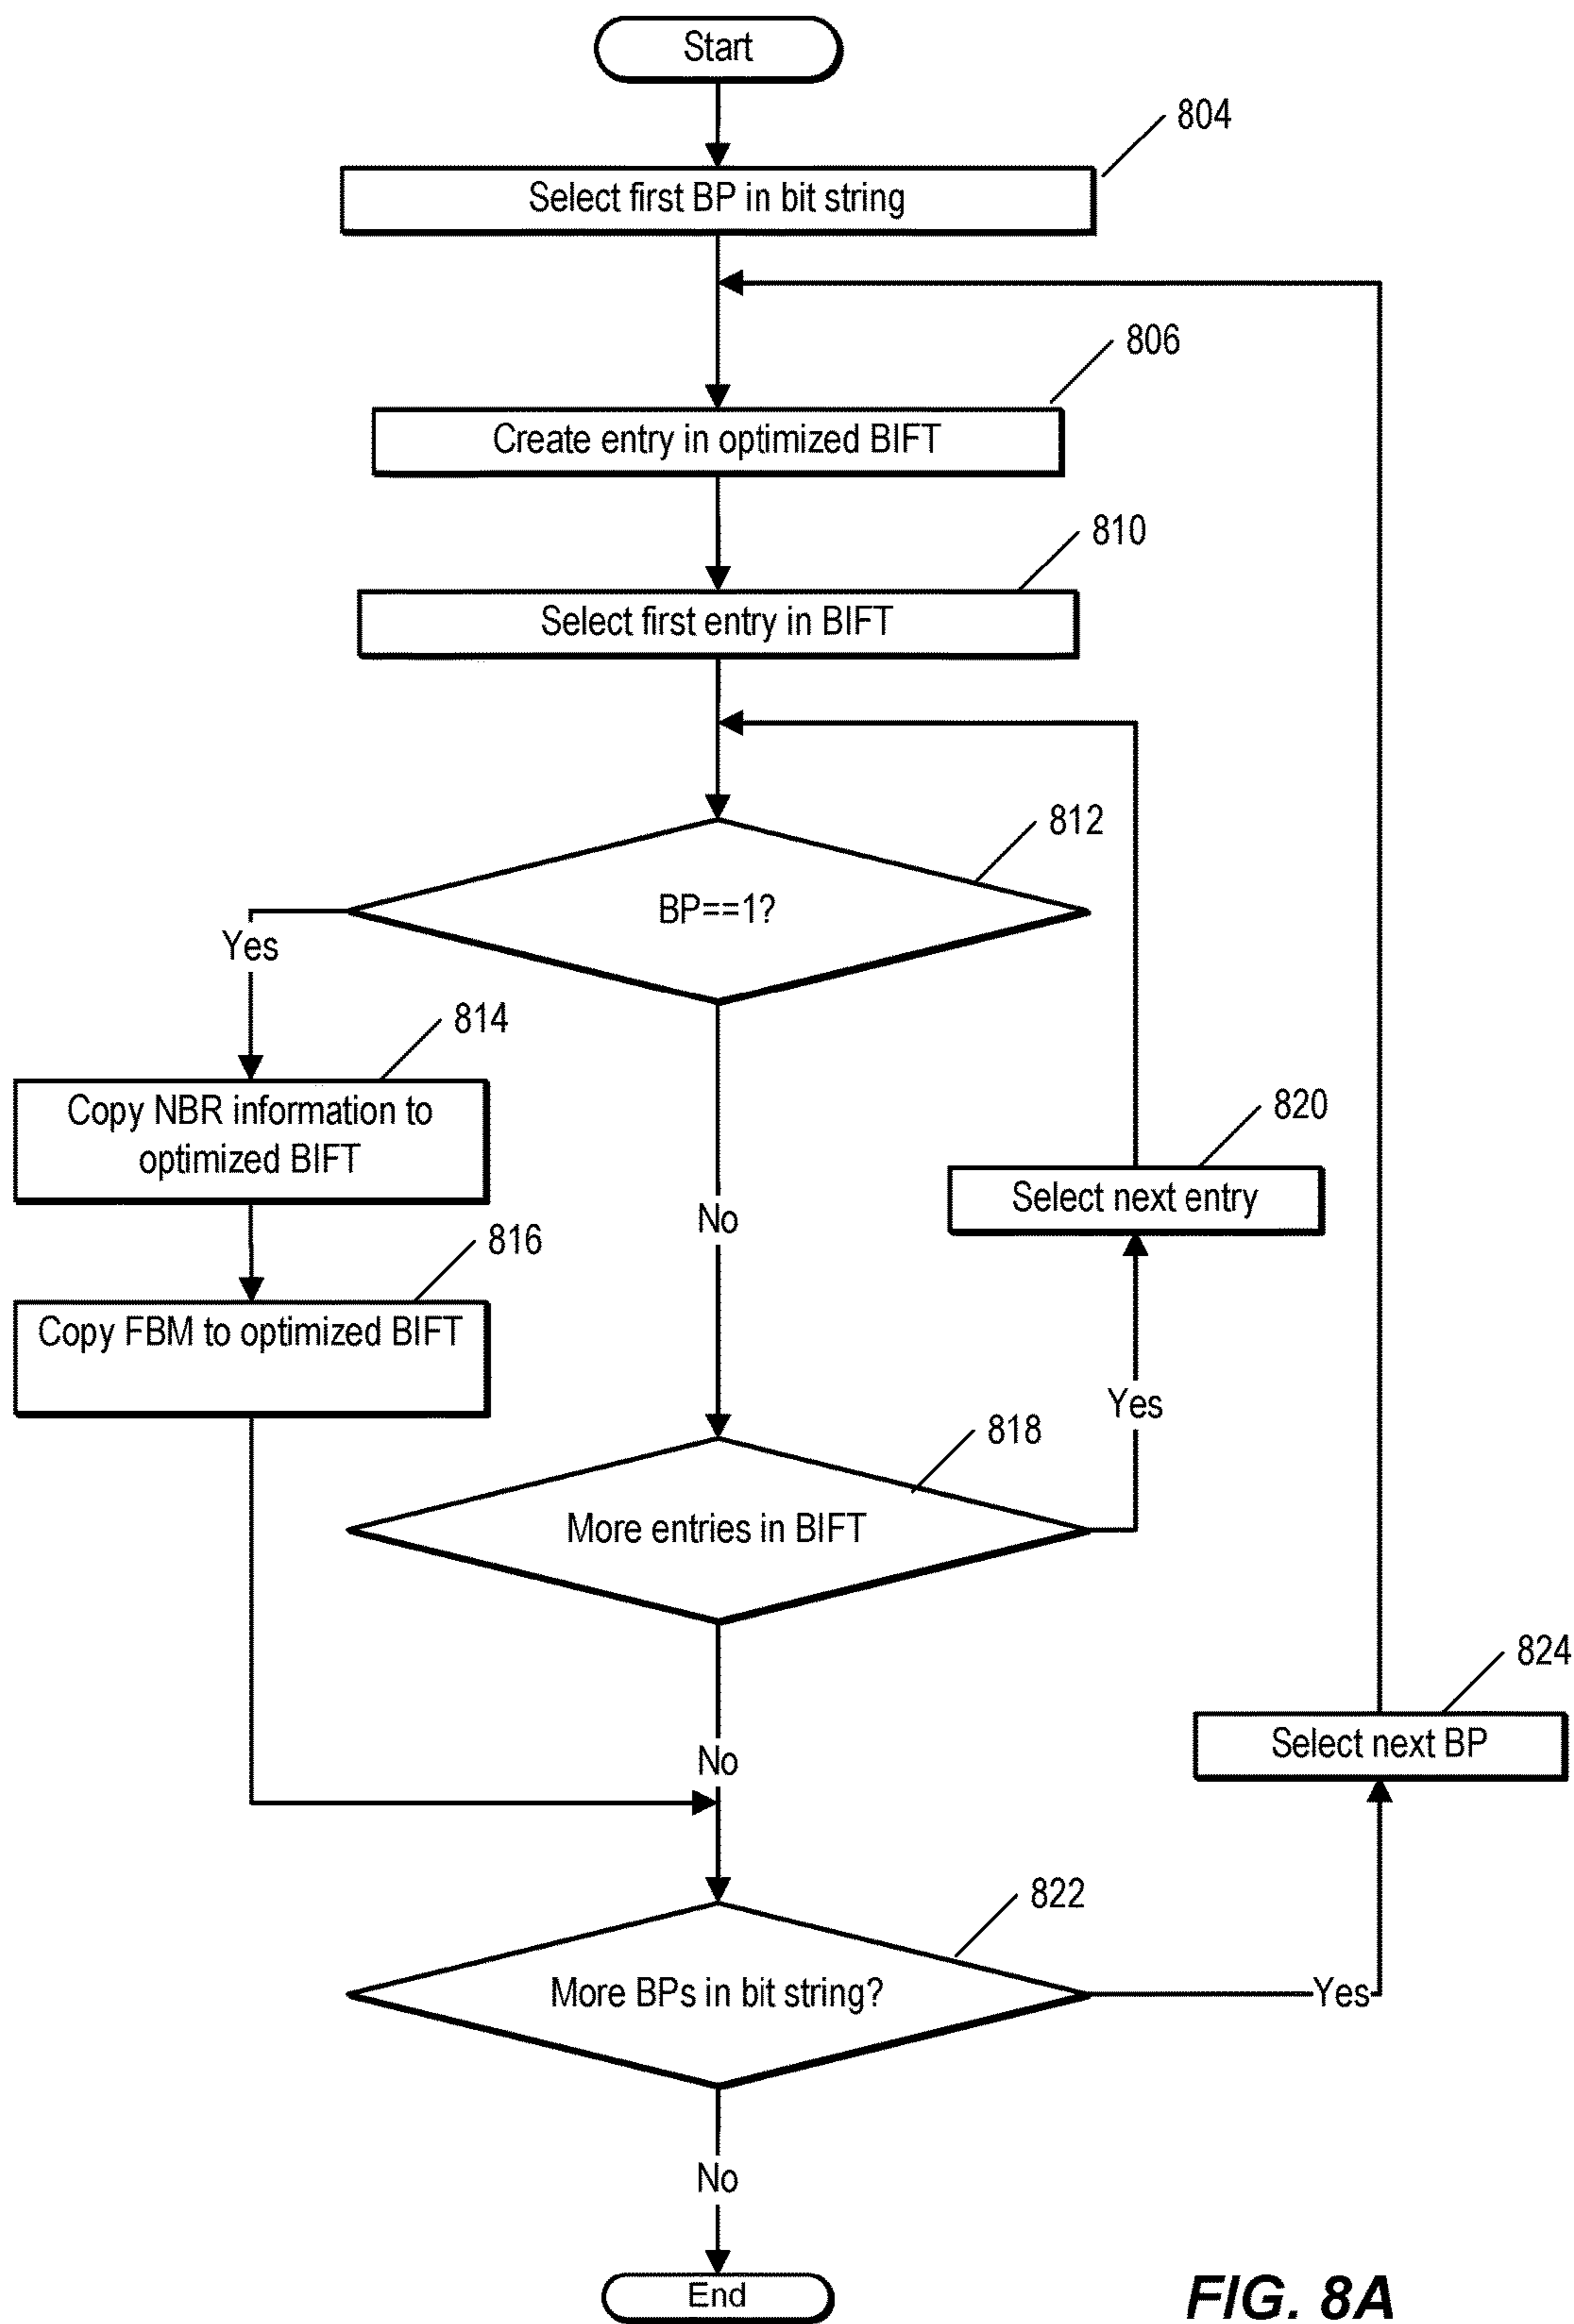 Start
804
Select first BP in bit string
806
Create entry in optimized BIFT
810
Select first entry in BIFT
812
BP==1?
Yes
814
Copy NBR information to
optimized BIFT
820
Select next entry
No
816
Copy FBM to optimized BIFT
Yes
818
More entries in BIFT
824
Select next BP
No
822
More BPs in bit string?
Yes
No
End
FIG. 8A